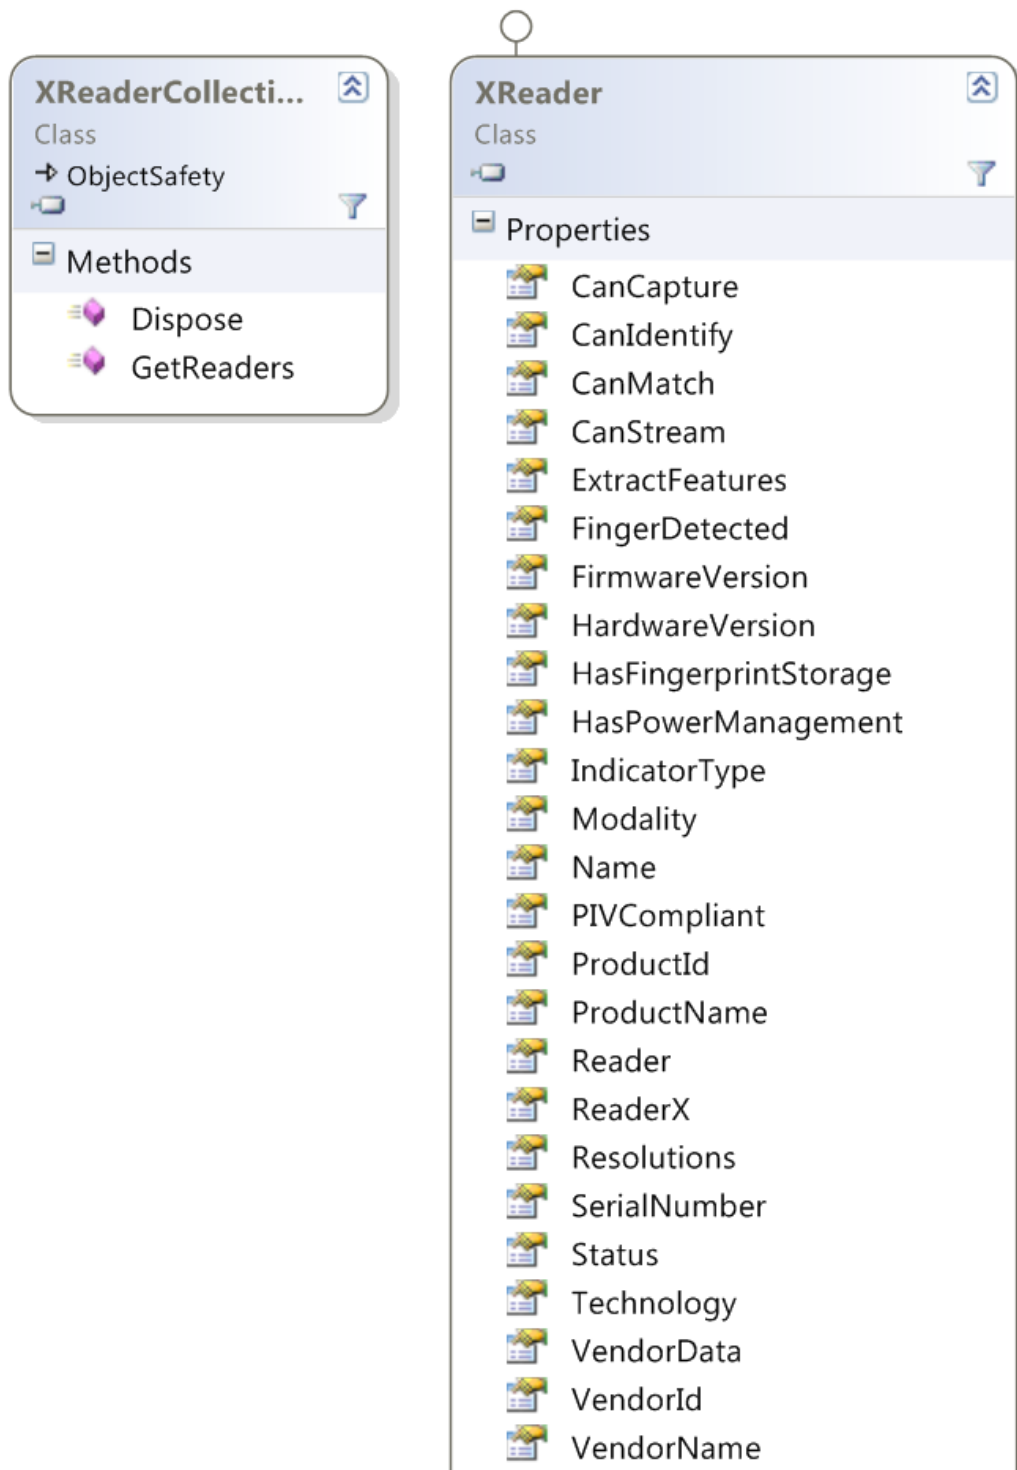 XReaderCollecti...
Class
ObjectSafety
Methods
Dispose
GetReaders
XReader
Class
Properties
CanCapture
CanIdentify
CanMatch
CanStream
ExtractFeatures
FingerDetected
FirmwareVersion
HardwareVersion
HasFingerprintStorage
HasPowerManagement
IndicatorType
Modality
Name
PIVCompliant
ProductId
ProductName
Reader
ReaderX
Resolutions
SerialNumber
Status
Technology
VendorData
VendorId
VendorName